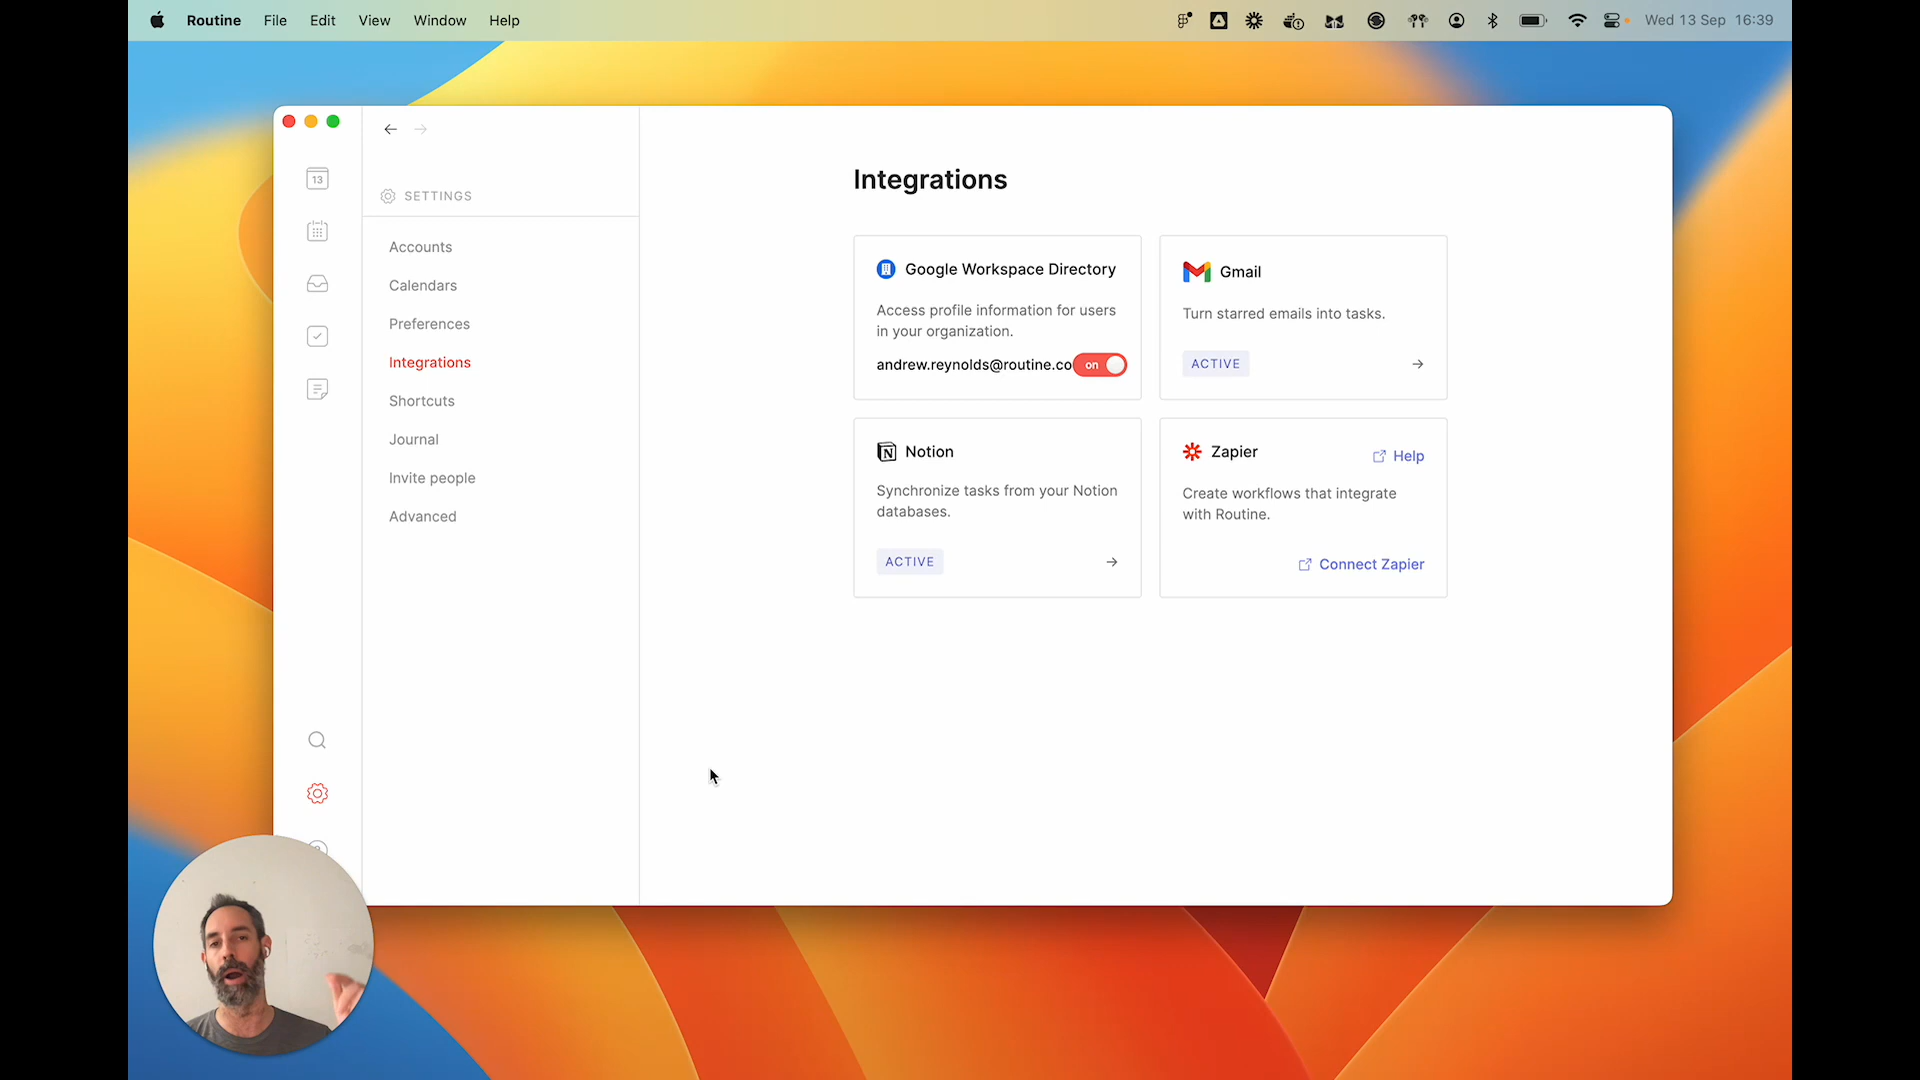 Routine File Edit View Window Help Wed 13 Sep 16:39
13
SETTINGS
Accounts
Calendars
Preferences
Integrations
Shortcuts
Journal
Invite people
Advanced
Integrations
Google Workspace Directory
Access profile information for users
in your organization.
andrew.reynolds@routine.co on
Gmail
Turn starred emails into tasks.
ACTIVE
Notion
Synchronize tasks from your Notion
databases.
ACTIVE
Zapier Help
Create workflows that integrate
with Routine.
Connect Zapier